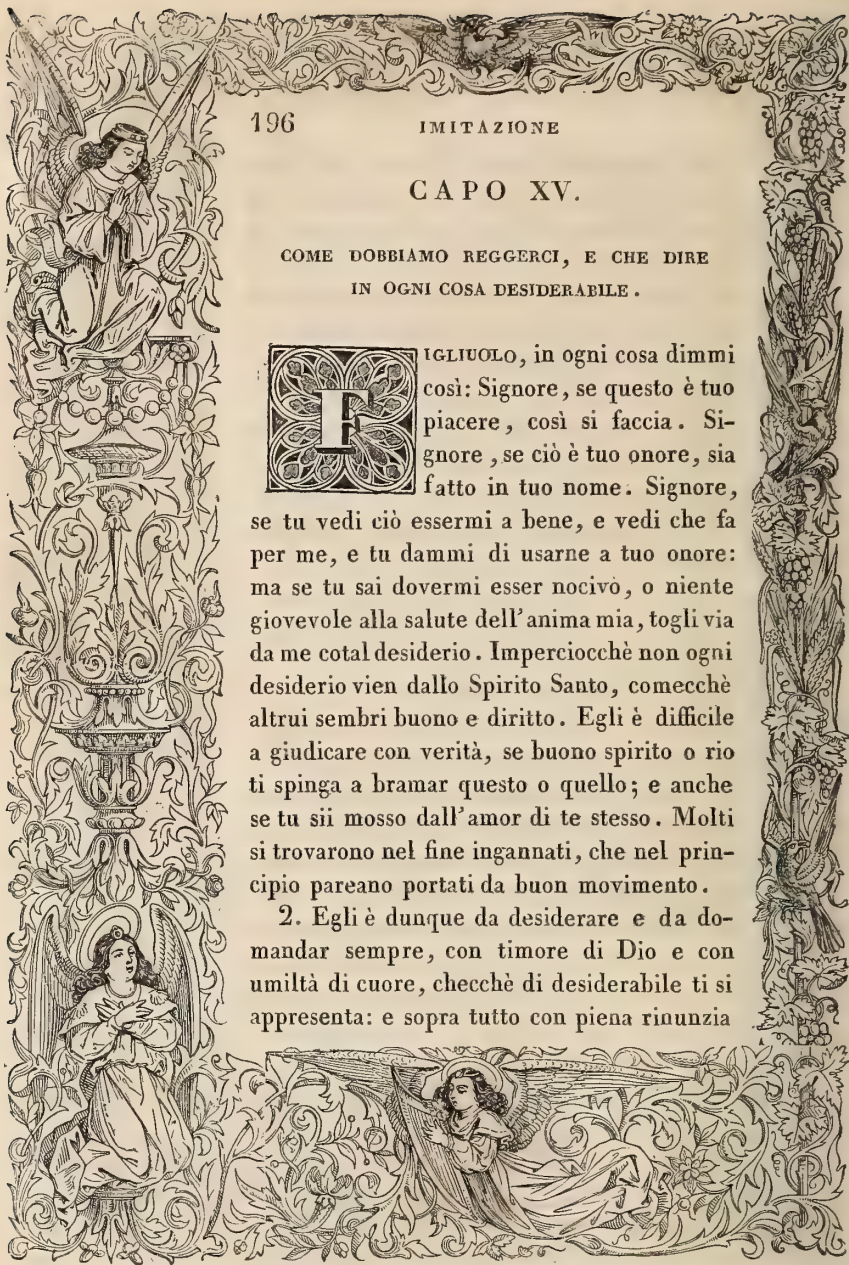 196 IMITAZIONE
CAPO XV.
COME DOBBIAMO REGGERCI, E CHE DIRE
IN OGNI COSA DESIDERABILE.
FIGLIUOLO, in ogni cosa dimmi
così: Signore, se questo è tuo
piacere, così si faccia. Si-
gnore, se ciò è tuo onore, sia
fatto in tuo nome. Signore,
se tu vedi ciò essermi a bene, e vedi che fa
per me, e tu dammi di usarne a tuo onore:
ma se tu sai dovermi esser nocivo, o niente
giovevole alla salute dell'anima mia, togli via
da me cotal desiderio. Imperciocchè non ogni
desiderio vien dallo Spirito Santo, comecchè
altrui sembri buono e diritto. Egli è difficile
a giudicare con verità, se buono spirito o rio
ti spinga a bramar questo o quello; e anche
se tu sii mosso dall'amor di te stesso. Molti
si trovarono nel fine ingannati, che nel prin-
cipio pareano portati da buon movimento.
2. Egli è dunque da desiderare e da do-
mandar sempre, con timore di Dio e con
umiltà di cuore, checchè di desiderabile ti si
appresenta: e sopra tutto con piena rinunzia